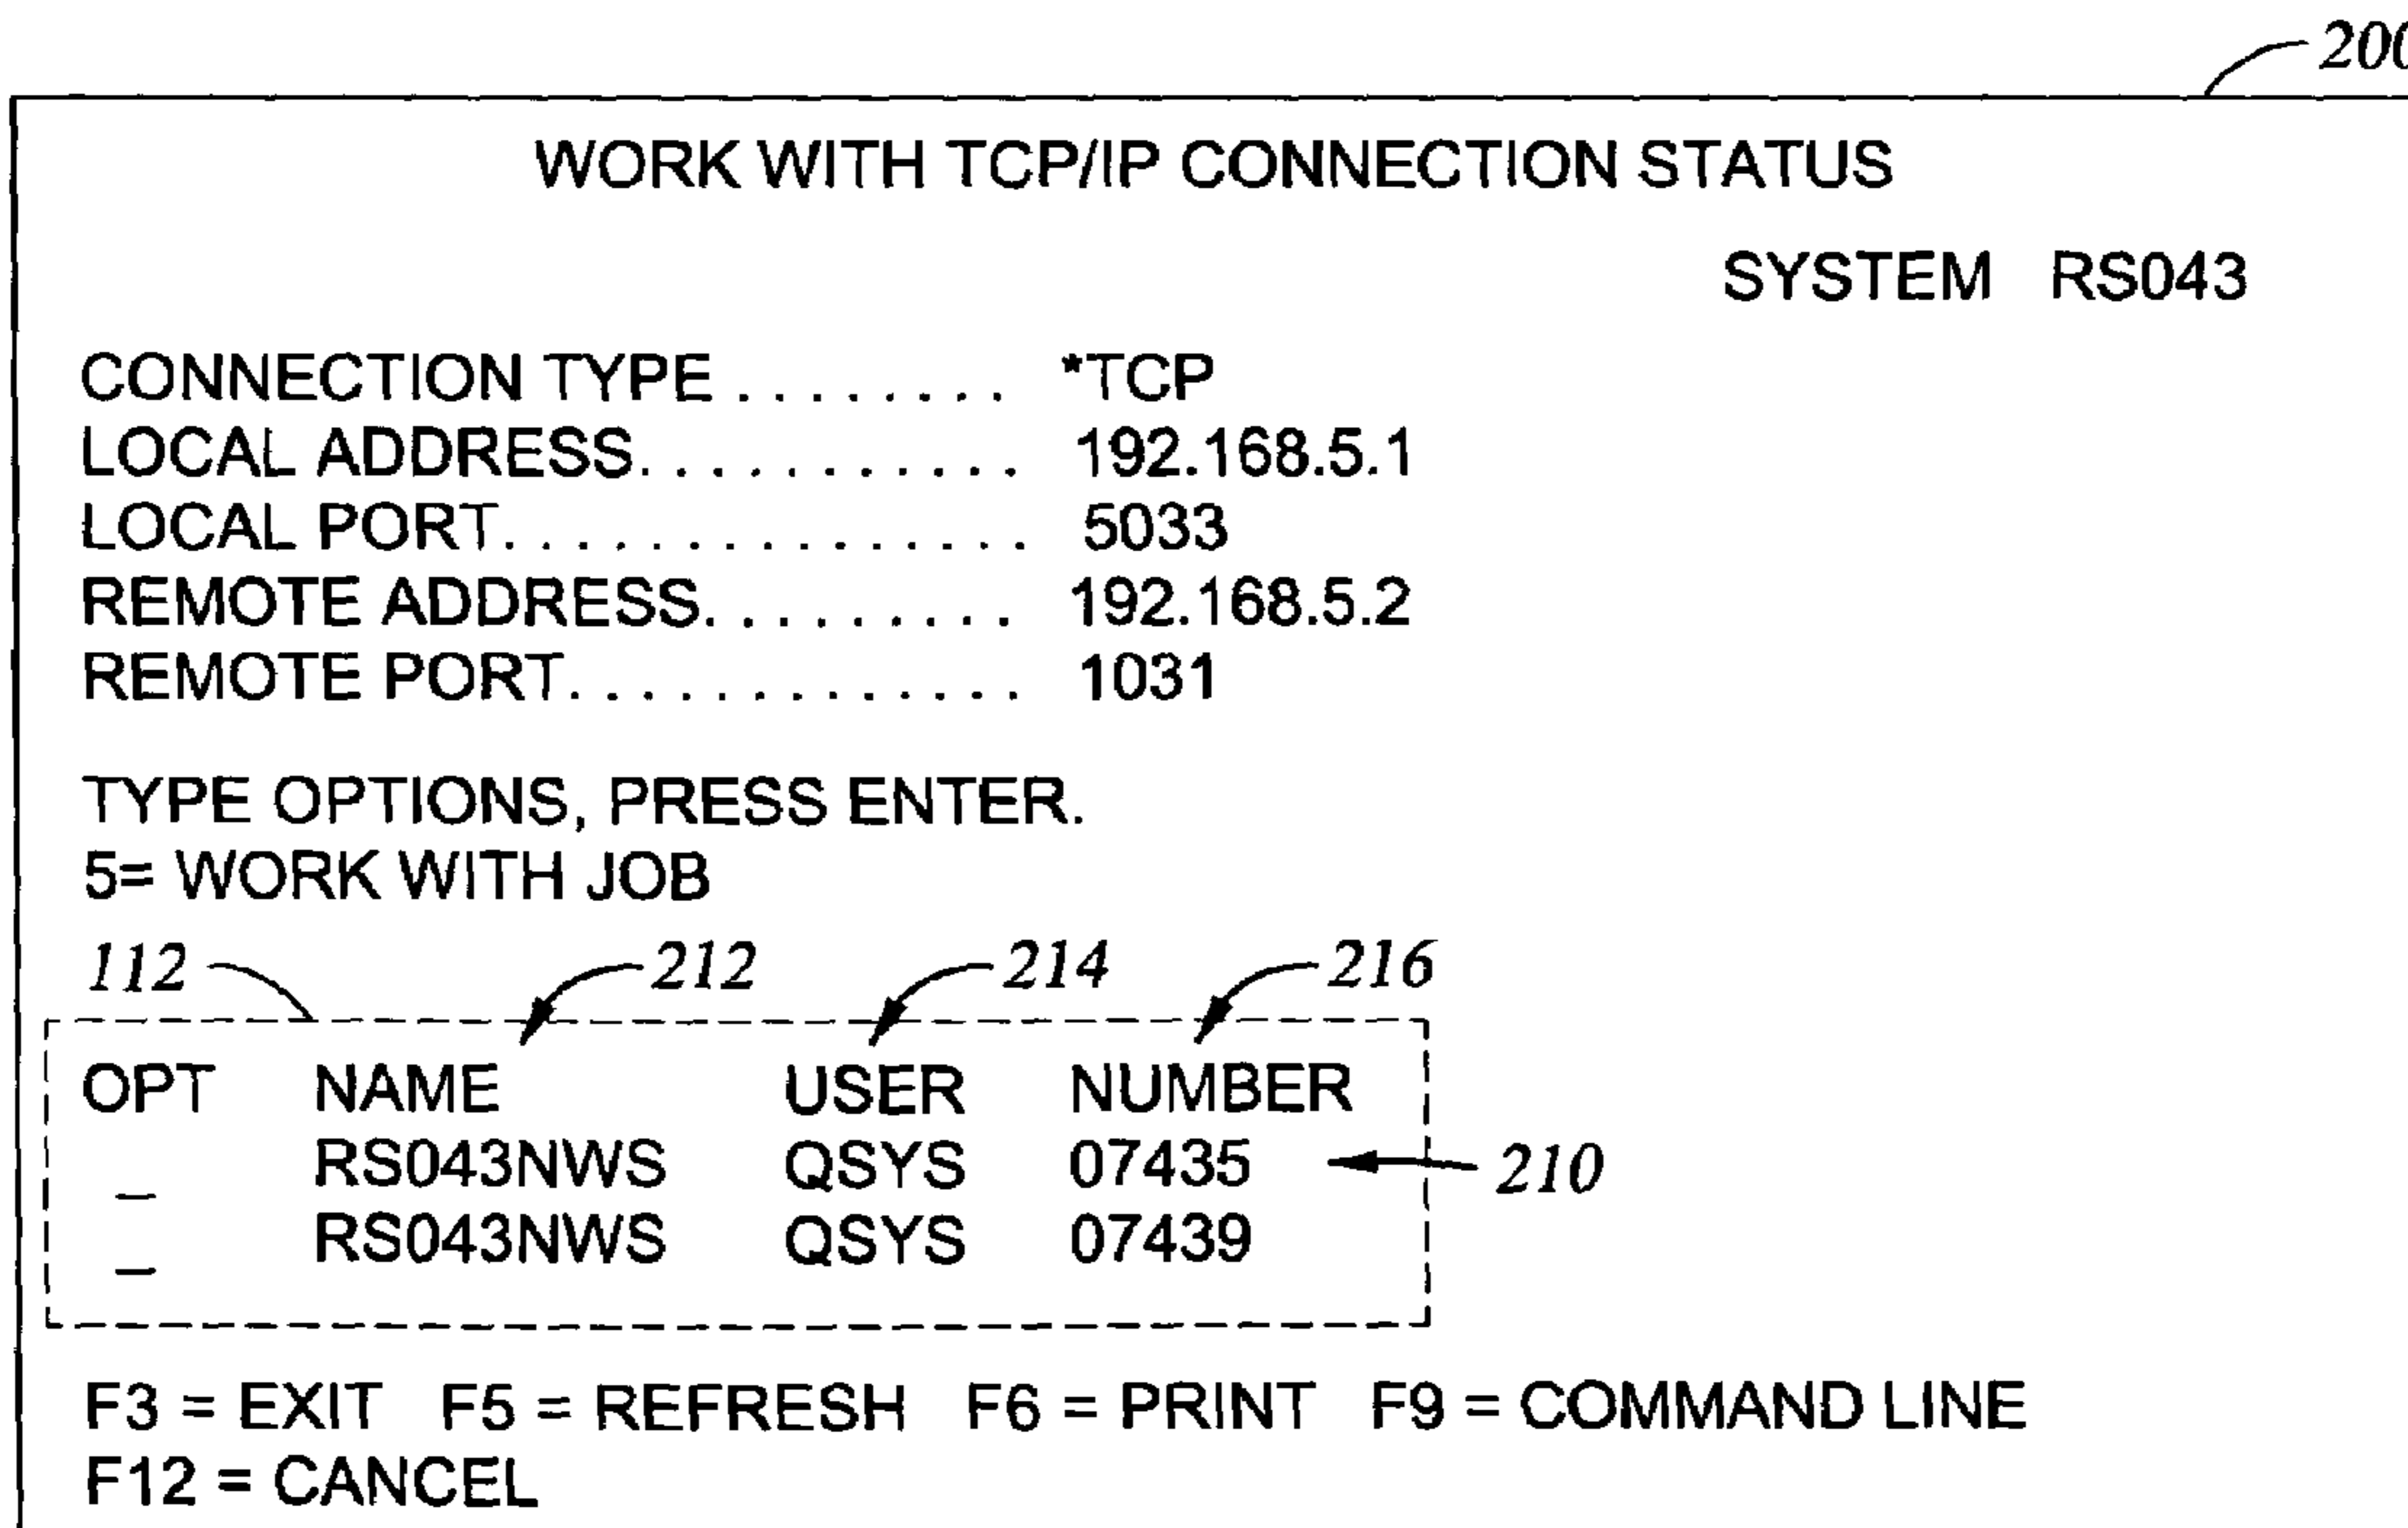 200
WORK WITH TCP/IP CONNECTION STATUS
SYSTEM RS043
CONNECTION TYPE ........ *TCP
LOCAL ADDRESS........... 192.168.5.1
LOCAL PORT............... 5033
REMOTE ADDRESS......... 192.168.5.2
REMOTE PORT............. 1031
TYPE OPTIONS, PRESS ENTER.
5= WORK WITH JOB
112 212 214 216
OPT NAME USER NUMBER
_ RS043NWS QSYS 07435 210
_ RS043NWS QSYS 07439
F3 = EXIT F5 = REFRESH F6 = PRINT F9 = COMMAND LINE
F12 = CANCEL